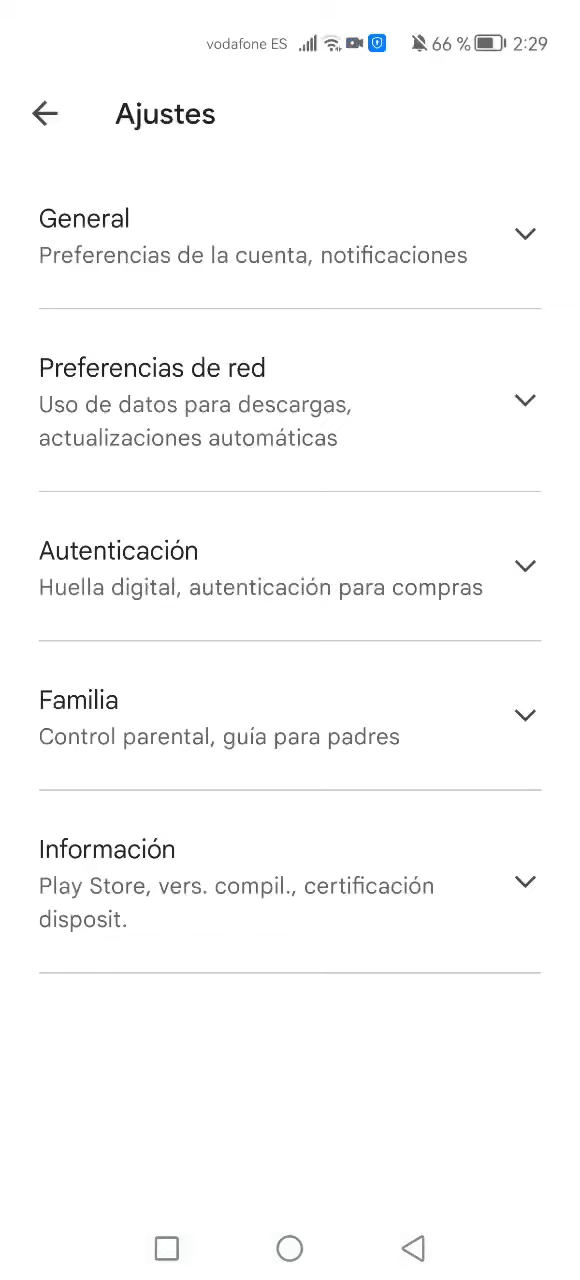 vodafone ES 66 % 2:29
Ajustes
General
Preferencias de la cuenta, notificaciones
Preferencias de red
Uso de datos para descargas,
actualizaciones automáticas
Autenticación
Huella digital, autenticación para compras
Familia
Control parental, guía para padres
Información
Play Store, vers. compil., certificación
disposit.